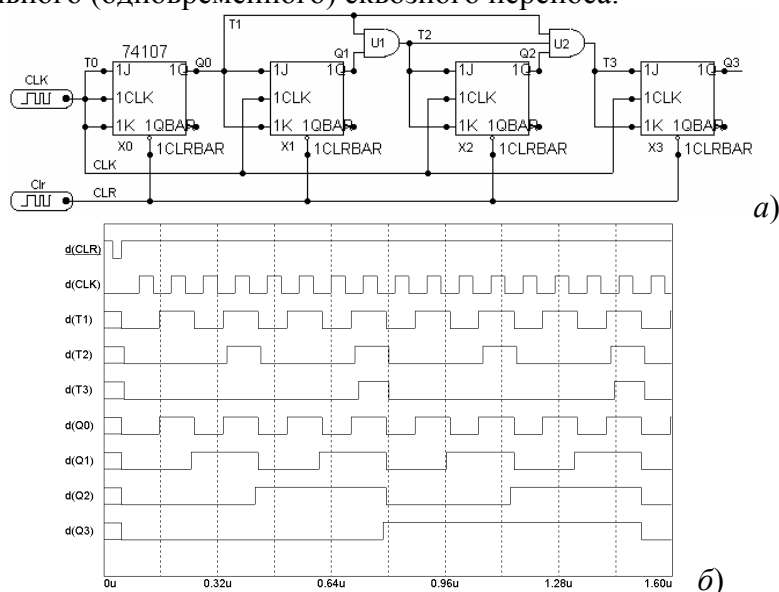 льного (одновременного) сквозного переноса.
T1
T0 74107 Q0 Q1 U1 T2 Q2 U2 T3 Q3
CLK
1J 1Q 1J 1Q 1J 1Q 1J 1Q
1CLK 1CLK 1CLK 1CLK
1K 1QBAR 1K 1QBAR 1K 1QBAR 1K 1QBAR
X0 1CLRBAR X1 1CLRBAR X2 1CLRBAR X3 1CLRBAR
CLK
Clr CLR
а)
d(CLR)
d(CLK)
d(T1)
d(T2)
d(T3)
d(Q0)
d(Q1)
d(Q2)
d(Q3)
0u 0.32u 0.64u 0.96u 1.28u 1.60u
б)